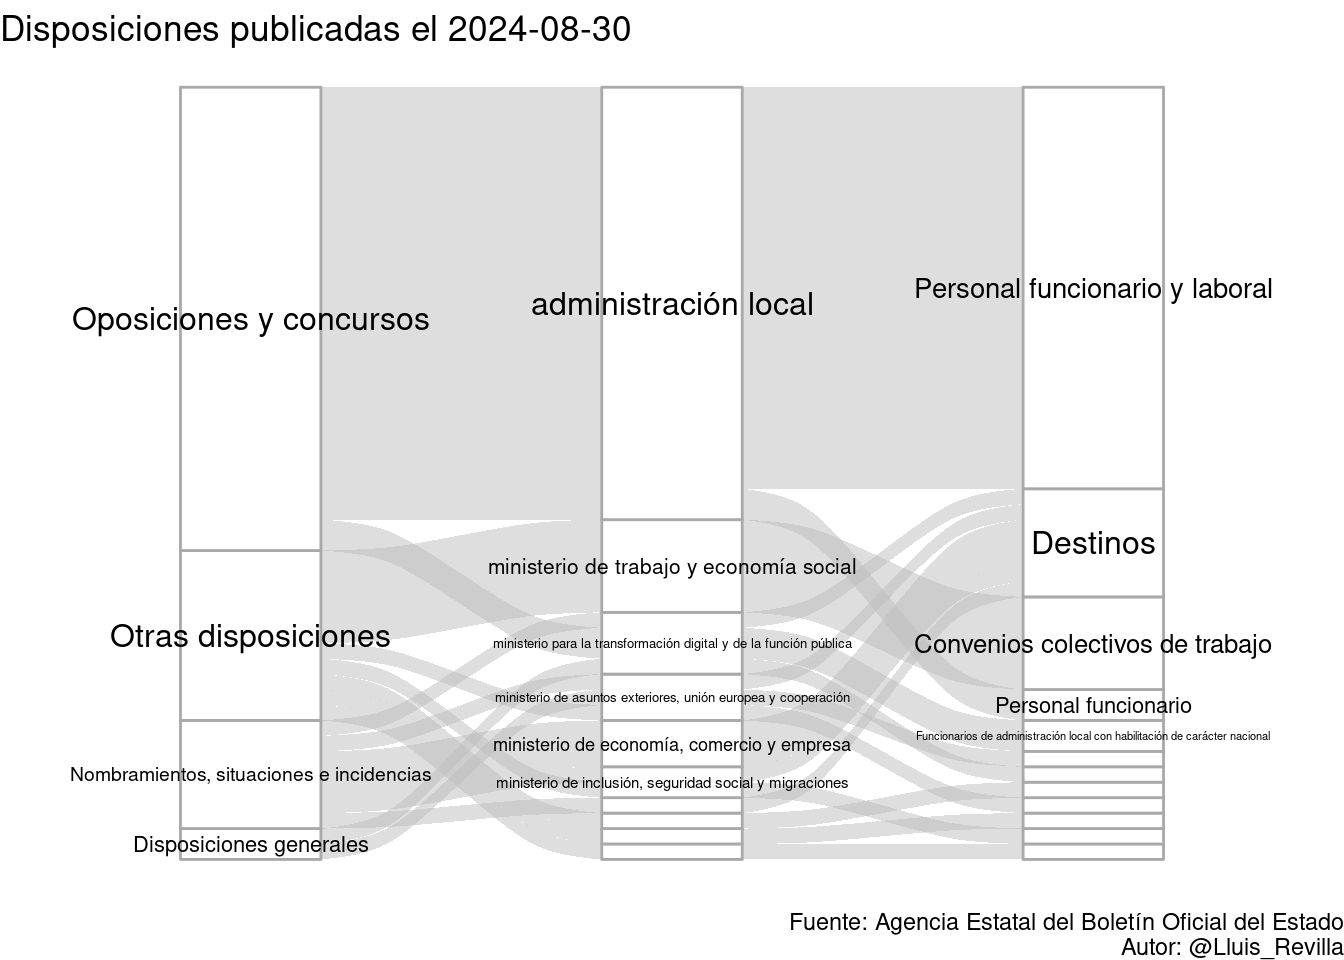 Disposiciones publicadas el 2024-08-30
Oposiciones y concursos
Otras disposiciones
Nombramientos, situaciones e incidencias
Disposiciones generales
administración local
ministerio de trabajo y economía social
ministerio para la transformación digital y de la función pública
ministerio de asuntos exteriores, unión europea y cooperación
ministerio de economía, comercio y empresa
ministerio de inclusión, seguridad social y migraciones
Personal funcionario y laboral
Destinos
Convenios colectivos de trabajo
Personal funcionario
Funcionarios de administración local con habilitación de carácter nacional
Fuente: Agencia Estatal del Boletín Oficial del Estado
Autor: @Lluis_Revilla